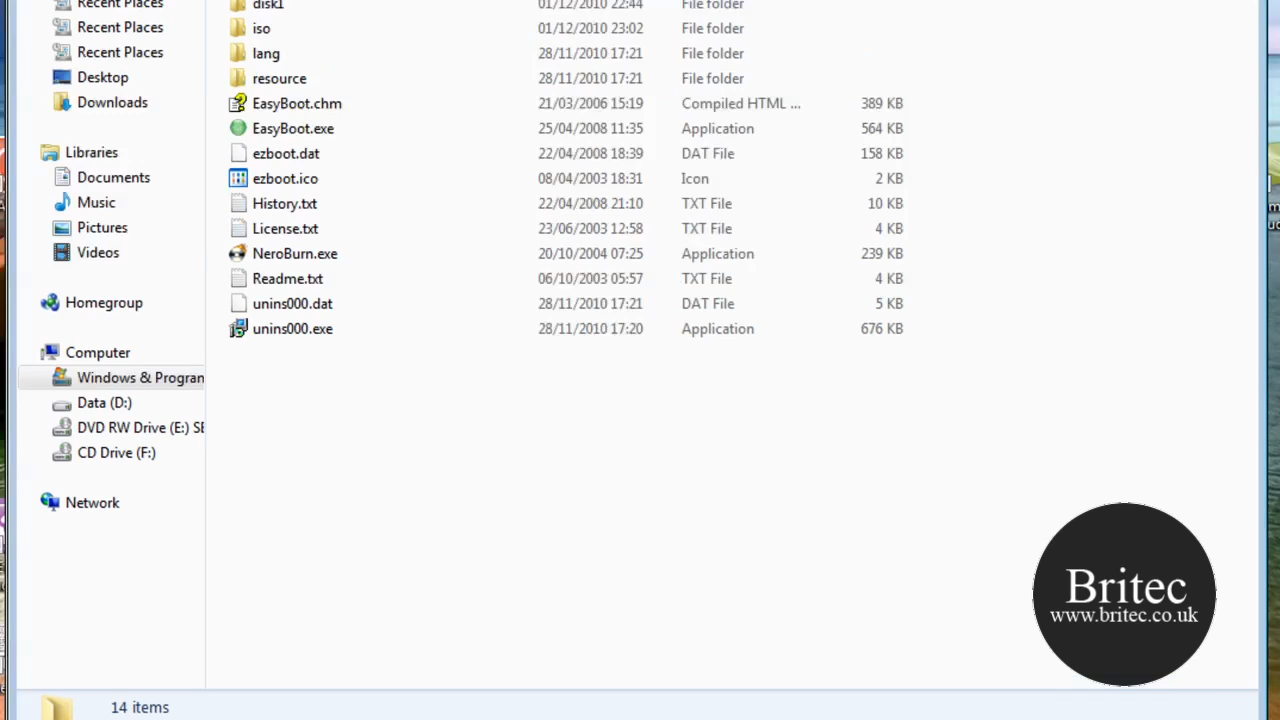 Recent Places
Recent Places
Recent Places
Desktop
Downloads
Libraries
Documents
Music
Pictures
Videos
Homegroup
Computer
Windows & Program
Data (D:)
DVD RW Drive (E:) SE
CD Drive (F:)
Network
disk1 01/12/2010 22:44 File folder
iso 01/12/2010 23:02 File folder
lang 28/11/2010 17:21 File folder
resource 28/11/2010 17:21 File folder
EasyBoot.chm 21/03/2006 15:19 Compiled HTML ... 389 KB
EasyBoot.exe 25/04/2008 11:35 Application 564 KB
ezboot.dat 22/04/2008 18:39 DAT File 158 KB
ezboot.ico 08/04/2003 18:31 Icon 2 KB
History.txt 22/04/2008 21:10 TXT File 10 KB
License.txt 23/06/2003 12:58 TXT File 4 KB
NeroBurn.exe 20/10/2004 07:25 Application 239 KB
Readme.txt 06/10/2003 05:57 TXT File 4 KB
unins000.dat 28/11/2010 17:21 DAT File 5 KB
unins000.exe 28/11/2010 17:20 Application 676 KB
Britec
www.britec.co.uk
14 items